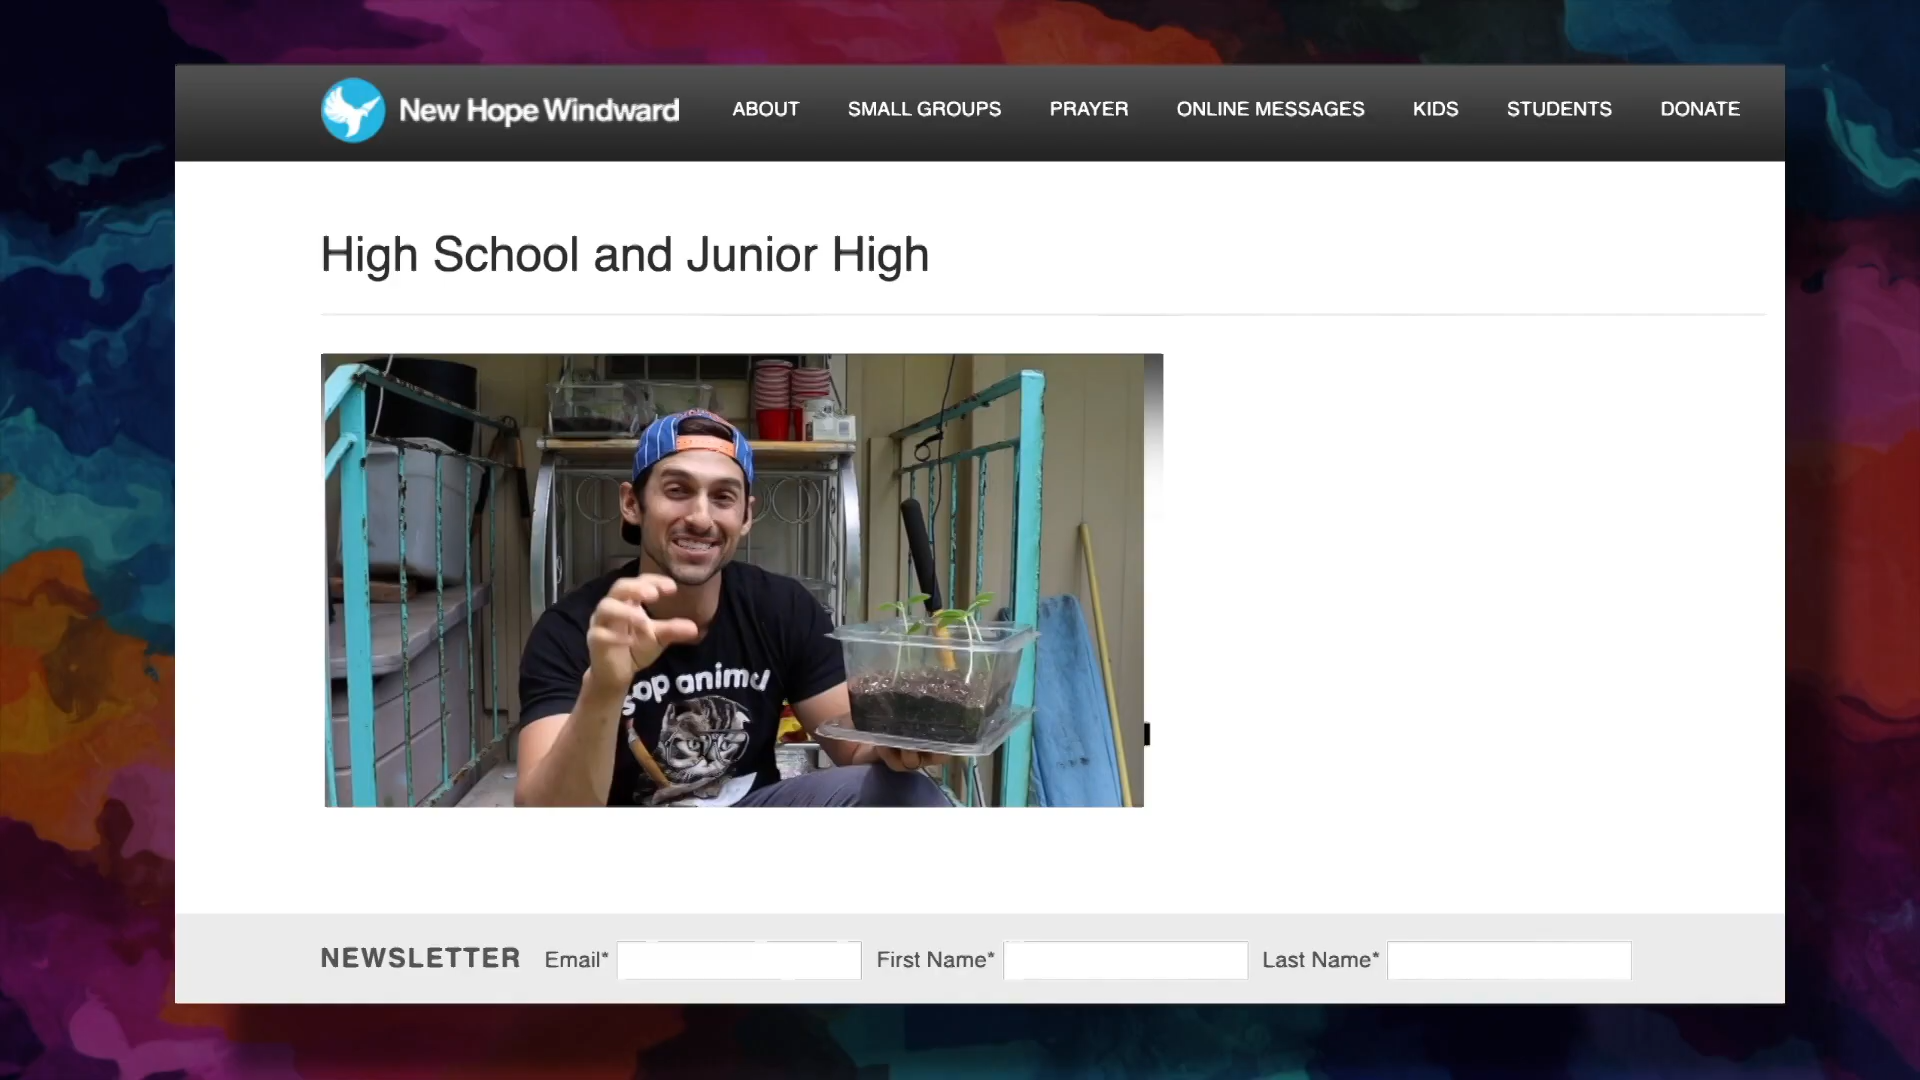 New Hope Windward
ABOUT SMALL GROUPS PRAYER ONLINE MESSAGES KIDS STUDENTS DONATE
High School and Junior High
animal
NEWSLETTER Email* First Name* Last Name*